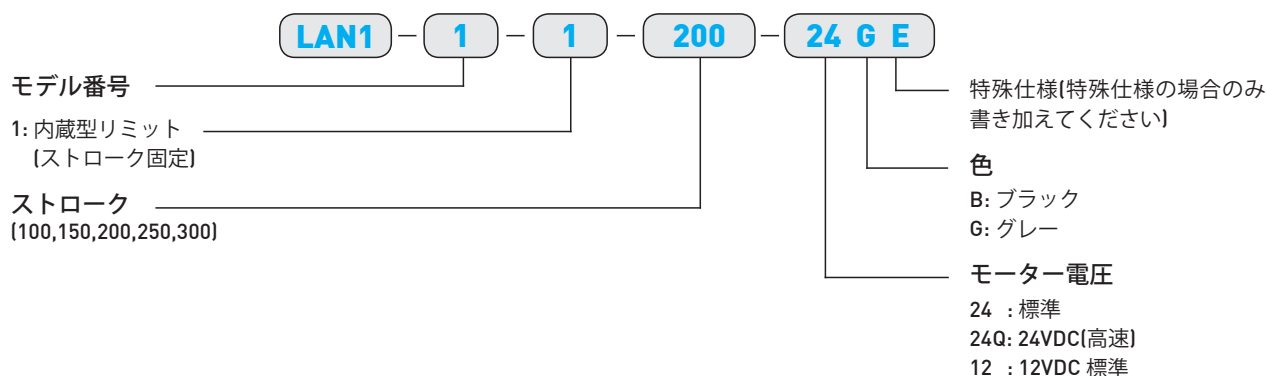 LAN1 - 1 - 1 - 200 - 24 G E
モデル番号
1: 内蔵型リミット
(ストローク固定)
ストローク
(100,150,200,250,300)
特殊仕様(特殊仕様の場合のみ
書き加えてください)
色
B: ブラック
G: グレー
モーター電圧
24 : 標準
24Q: 24VDC(高速)
12 : 12VDC 標準